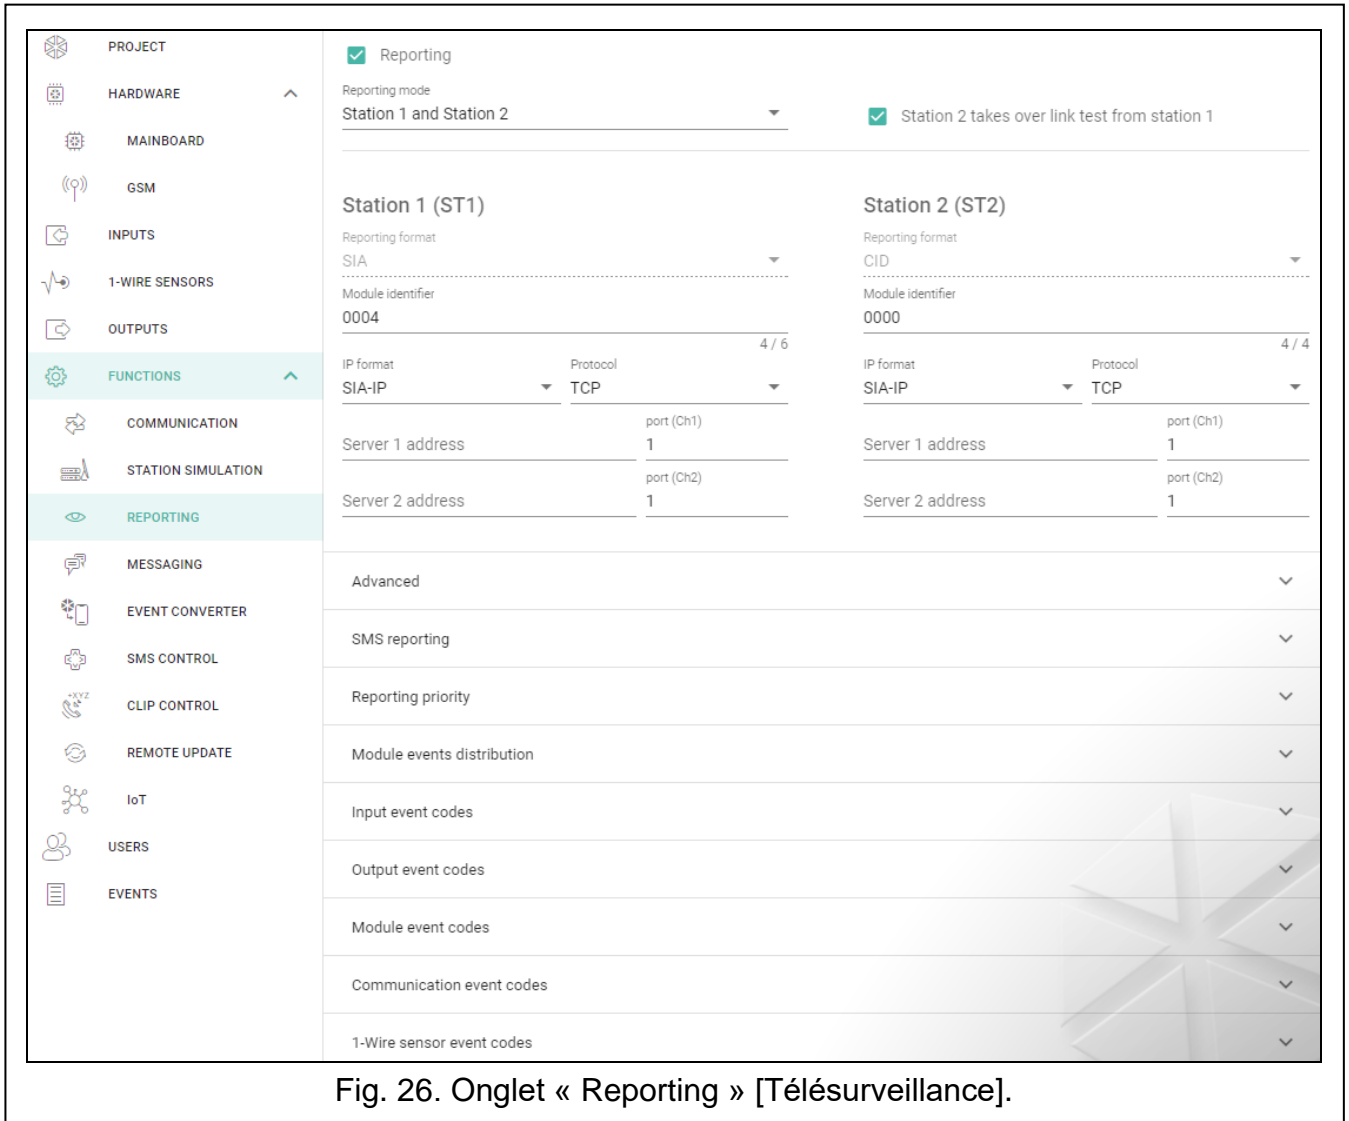 PROJECT
HARDWARE
MAINBOARD
GSM
INPUTS
1-WIRE SENSORS
OUTPUTS
FUNCTIONS
COMMUNICATION
STATION SIMULATION
REPORTING
MESSAGING
EVENT CONVERTER
SMS CONTROL
+XYZ
CLIP CONTROL
REMOTE UPDATE
IoT
USERS
EVENTS
Reporting
Reporting mode
Station 1 and Station 2
Station 2 takes over link test from station 1
Station 1 (ST1)
Reporting format
SIA
Module identifier
0004
4 / 6
IP format Protocol
SIA-IP TCP
port (Ch1)
Server 1 address 1
port (Ch2)
Server 2 address 1
Station 2 (ST2)
Reporting format
CID
Module identifier
0000
4 / 4
IP format Protocol
SIA-IP TCP
port (Ch1)
Server 1 address 1
port (Ch2)
Server 2 address 1
Advanced
SMS reporting
Reporting priority
Module events distribution
Input event codes
Output event codes
Module event codes
Communication event codes
1-Wire sensor event codes
Fig. 26. Onglet « Reporting » [Télésurveillance].